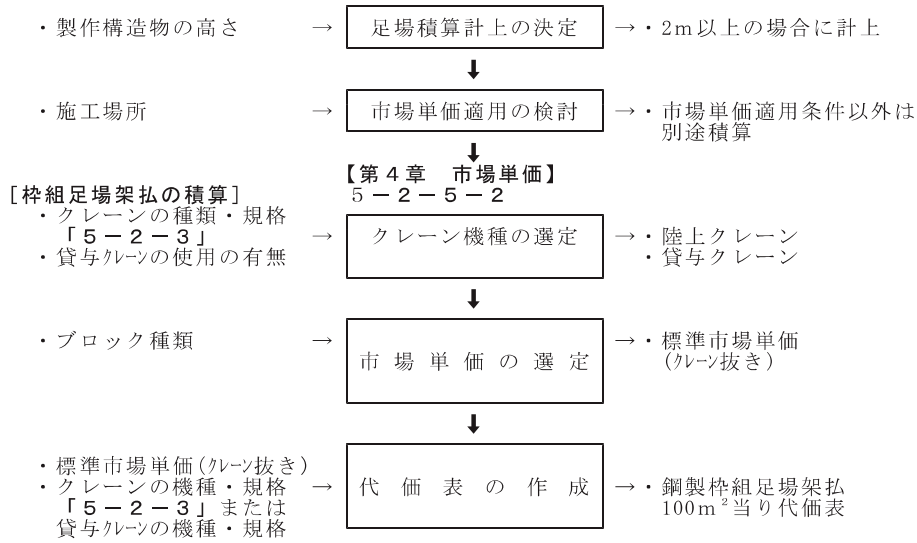 ・製作構造物の高さ → 足場積算計上の決定 →・2m以上の場合に計上
・施工場所 → 市場単価適用の検討 →・市場単価適用条件以外は
別途積算
【第4章 市場単価】
[枠組足場架払の積算] 5－2－5－2
・クレーンの種類・規格
「5－2－3」 → クレーン機種の選定 →・陸上クレーン
・貸与クレーンの使用の有無 ・貸与クレーン
・ブロック種類 → 市場単価の選定 →・標準市場単価
(クレーン抜き)
・標準市場単価(クレーン抜き)
・クレーンの機種・規格 → 代価表の作成 →・鋼製枠組足場架払
「5－2－3」または 100m²当り代価表
貸与クレーンの機種・規格